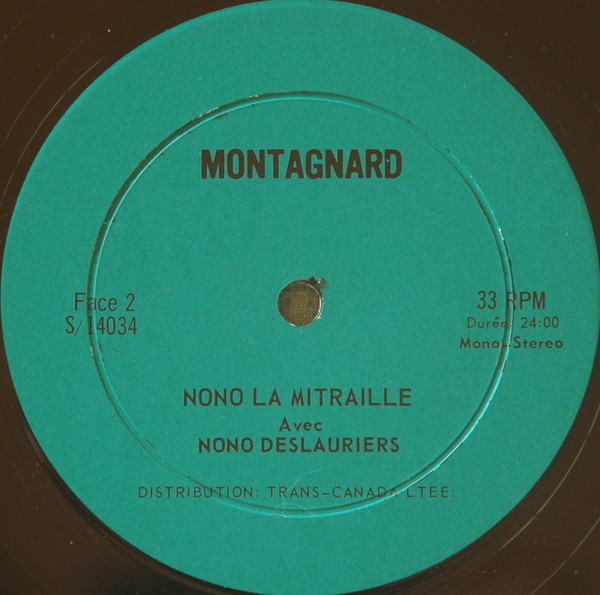 MONTAGNARD
Face 2
S/14034
33 RPM
Durée: 24:00
Mono-Stereo
NONO LA MITRAILLE
Avec
NONO DESLAURIERS
DISTRIBUTION: TRANS-CANADA LTEE.